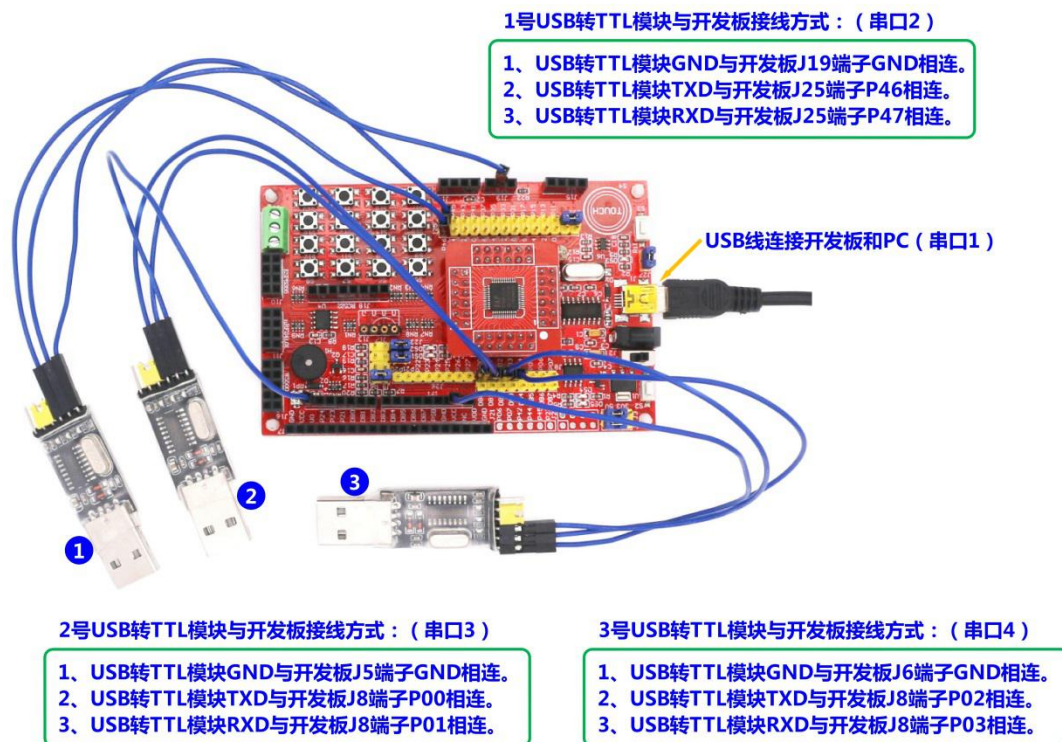 1号USB转TTL模块与开发板接线方式：（串口2）
1、USB转TTL模块GND与开发板J19端子GND相连。
2、USB转TTL模块TXD与开发板J25端子P46相连。
3、USB转TTL模块RXD与开发板J25端子P47相连。
TOUCH
USB线连接开发板和PC（串口1）
1
2
3
2号USB转TTL模块与开发板接线方式：（串口3）
1、USB转TTL模块GND与开发板J5端子GND相连。
2、USB转TTL模块TXD与开发板J8端子P00相连。
3、USB转TTL模块RXD与开发板J8端子P01相连。
3号USB转TTL模块与开发板接线方式：（串口4）
1、USB转TTL模块GND与开发板J6端子GND相连。
2、USB转TTL模块TXD与开发板J8端子P02相连。
3、USB转TTL模块RXD与开发板J8端子P03相连。